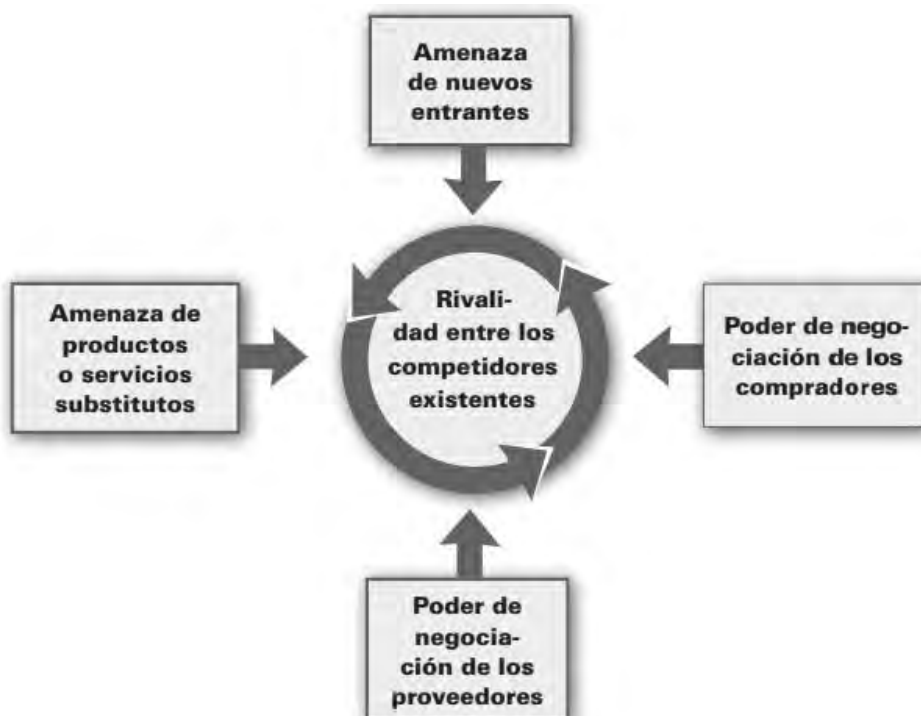 Amenaza
de nuevos
entrantes
Amenaza de
productos
o servicios
substitutos
Rivali-
dad entre los
competidores
existentes
Poder de nego-
ciación de los
compradores
Poder de
negocia-
ción de los
proveedores